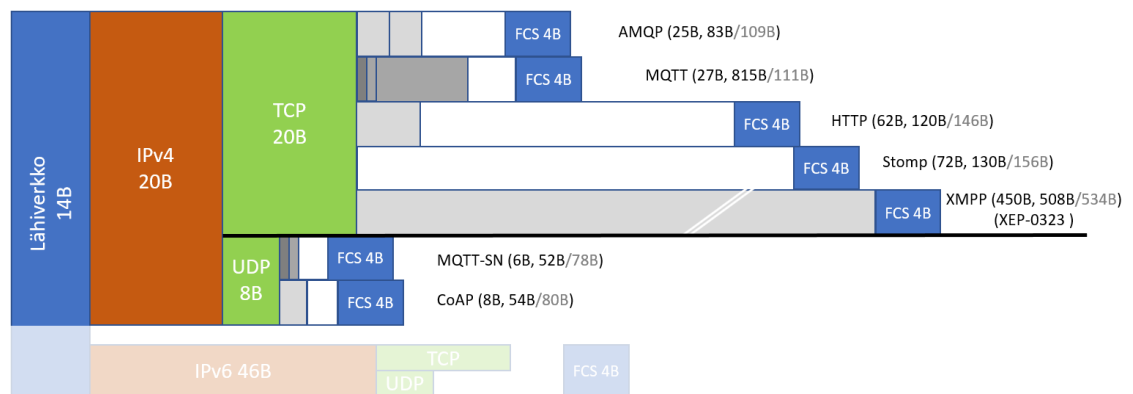 Lähiverkko
14B
IPv4
20B
TCP
20B
FCS 4B
AMQP (25B, 83B/109B)
FCS 4B
MQTT (27B, 815B/111B)
FCS 4B
HTTP (62B, 120B/146B)
FCS 4B
Stomp (72B, 130B/156B)
FCS 4B
XMPP (450B, 508B/534B)
(XEP-0323 )
UDP
8B
FCS 4B
MQTT-SN (6B, 52B/78B)
FCS 4B
CoAP (8B, 54B/80B)
IPv6 46B
TCP
UDP
FCS 4B